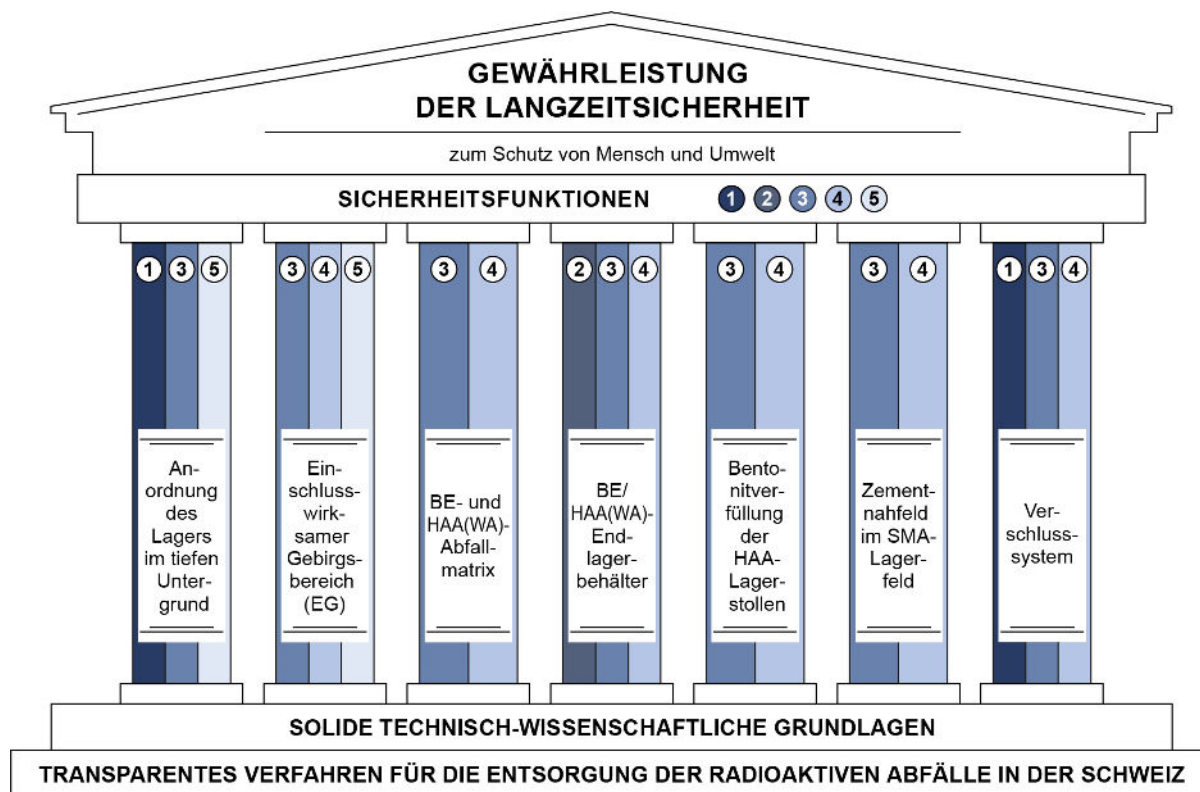 GEWÄHRLEISTUNG
DER LANGZEITSICHERHEIT
zum Schutz von Mensch und Umwelt
SICHERHEITSFUNKTIONEN 1 2 3 4 5
1 3 5
3 4 5
3 4
2 3 4
3 4
3 4
1 3 4
An-
ordnung
des
Lagers
im tiefen
Unter-
grund
Ein-
schluss-
wirk-
samer
Gebirgs-
bereich
(EG)
BE- und
HAA(WA)-
Abfall-
matrix
BE/
HAA(WA)-
End-
lager-
behälter
Bento-
nitver-
füllung
der
HAA-
Lager-
stollen
Zement-
nahfeld
im SMA-
Lager-
feld
Ver-
schluss-
system
SOLIDE TECHNISCH-WISSENSCHAFTLICHE GRUNDLAGEN
TRANSPARENTES VERFAHREN FÜR DIE ENTSORGUNG DER RADIOAKTIVEN ABFÄLLE IN DER SCHWEIZ